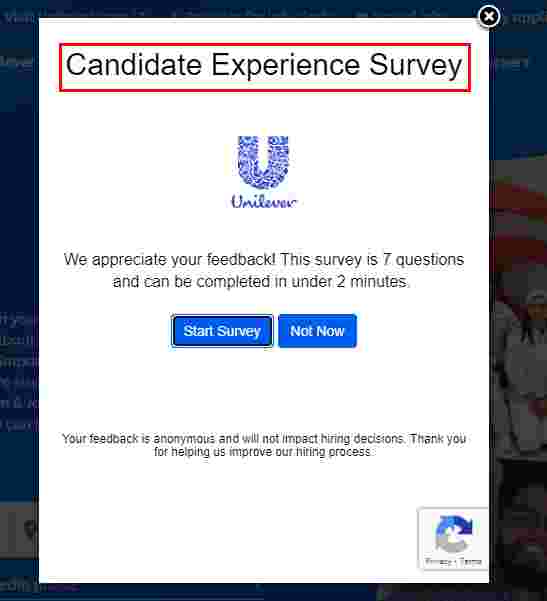 Candidate Experience Survey
Unilever
We appreciate your feedback! This survey is 7 questions
and can be completed in under 2 minutes.
Start Survey
Not Now
Your feedback is anonymous and will not impact hiring decisions. Thank you
for helping us improve our hiring process.
Privacy - Terms